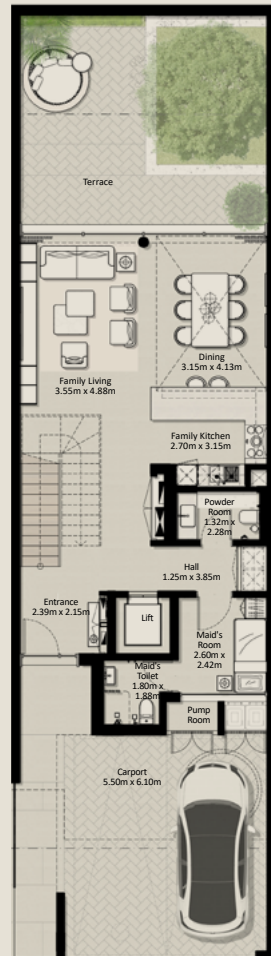 Terrace
Dining
3.15m x 4.13m
Family Living
3.55m x 4.88m
Family Kitchen
2.70m x 3.15m
Powder
Room
1.32m x
2.28m
Hall
1.25m x 3.85m
Entrance
2.39m x 2.15m
Lift
Maid's
Room
2.60m x
2.42m
Maid's
Toilet
1.80m x
1.88m
Pump
Room
Carport
5.50m x 6.10m